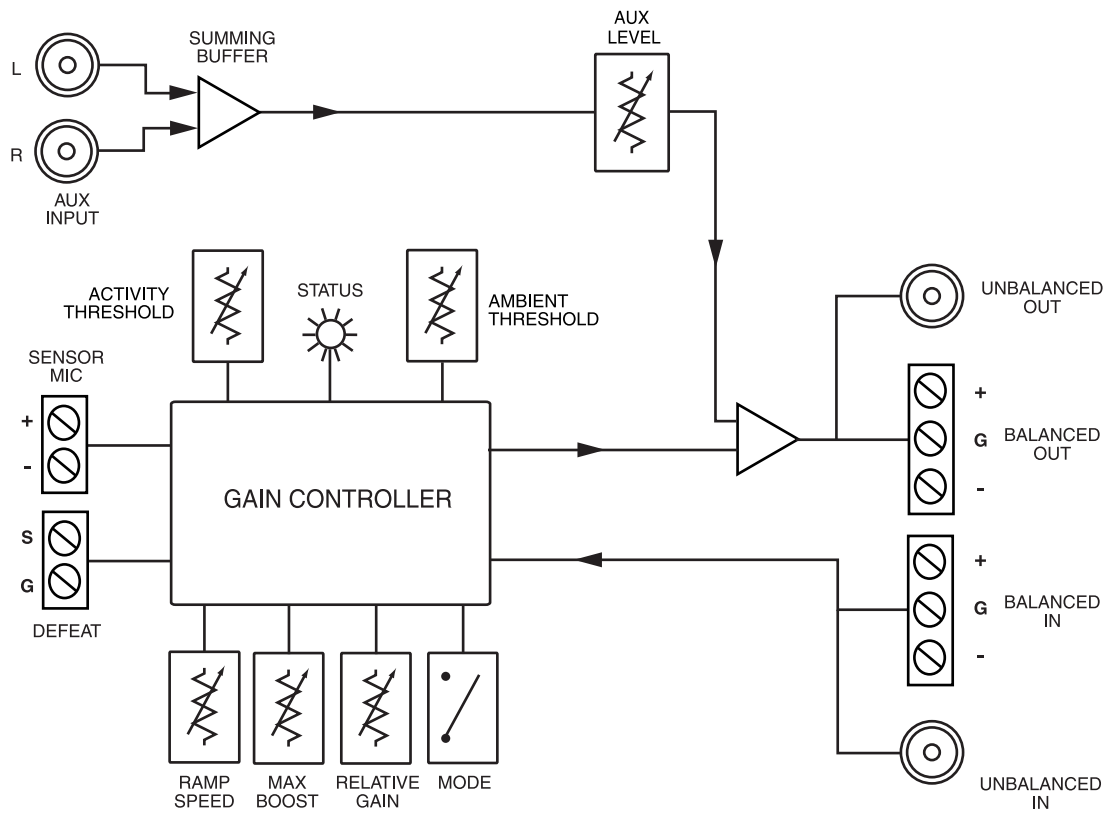 AUX
LEVEL
SUMMING
BUFFER
L
R
AUX
INPUT
ACTIVITY
THRESHOLD
STATUS
AMBIENT
THRESHOLD
UNBALANCED
OUT
SENSOR
MIC
+
-
+
G
-
BALANCED
OUT
GAIN CONTROLLER
S
G
DEFEAT
+
G
-
BALANCED
IN
RAMP
SPEED
MAX
BOOST
RELATIVE
GAIN
MODE
UNBALANCED
IN